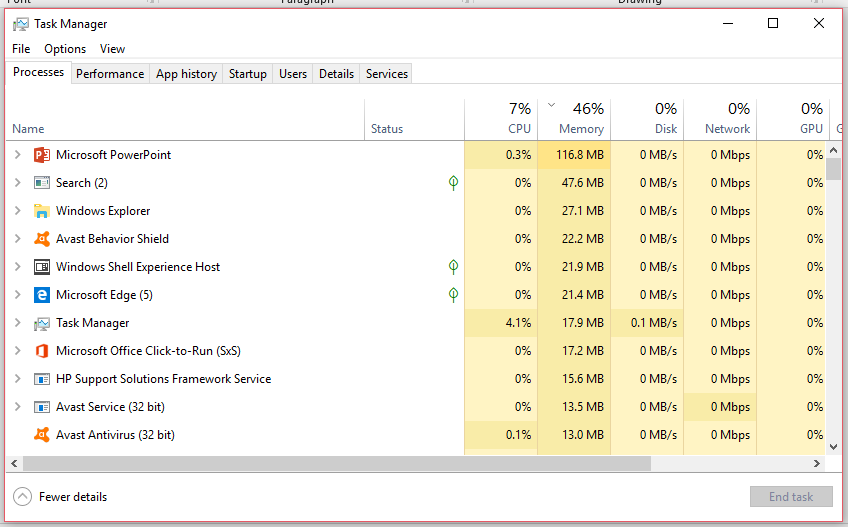 Font Paragraph Drawing
Task Manager
File Options View
Processes Performance App history Startup Users Details Services
7% 46% 0% 0% 0%
Name Status CPU Memory Disk Network GPU G
Microsoft PowerPoint 0.3% 116.8 MB 0 MB/s 0 Mbps 0%
Search (2) 0% 47.6 MB 0 MB/s 0 Mbps 0%
Windows Explorer 0% 27.1 MB 0 MB/s 0 Mbps 0%
Avast Behavior Shield 0% 22.2 MB 0 MB/s 0 Mbps 0%
Windows Shell Experience Host 0% 21.9 MB 0 MB/s 0 Mbps 0%
Microsoft Edge (5) 0% 21.4 MB 0 MB/s 0 Mbps 0%
Task Manager 4.1% 17.9 MB 0.1 MB/s 0 Mbps 0%
Microsoft Office Click-to-Run (SxS) 0% 17.2 MB 0 MB/s 0 Mbps 0%
HP Support Solutions Framework Service 0% 15.6 MB 0 MB/s 0 Mbps 0%
Avast Service (32 bit) 0% 13.5 MB 0 MB/s 0 Mbps 0%
Avast Antivirus (32 bit) 0.1% 13.0 MB 0 MB/s 0 Mbps 0%
Fewer details End task